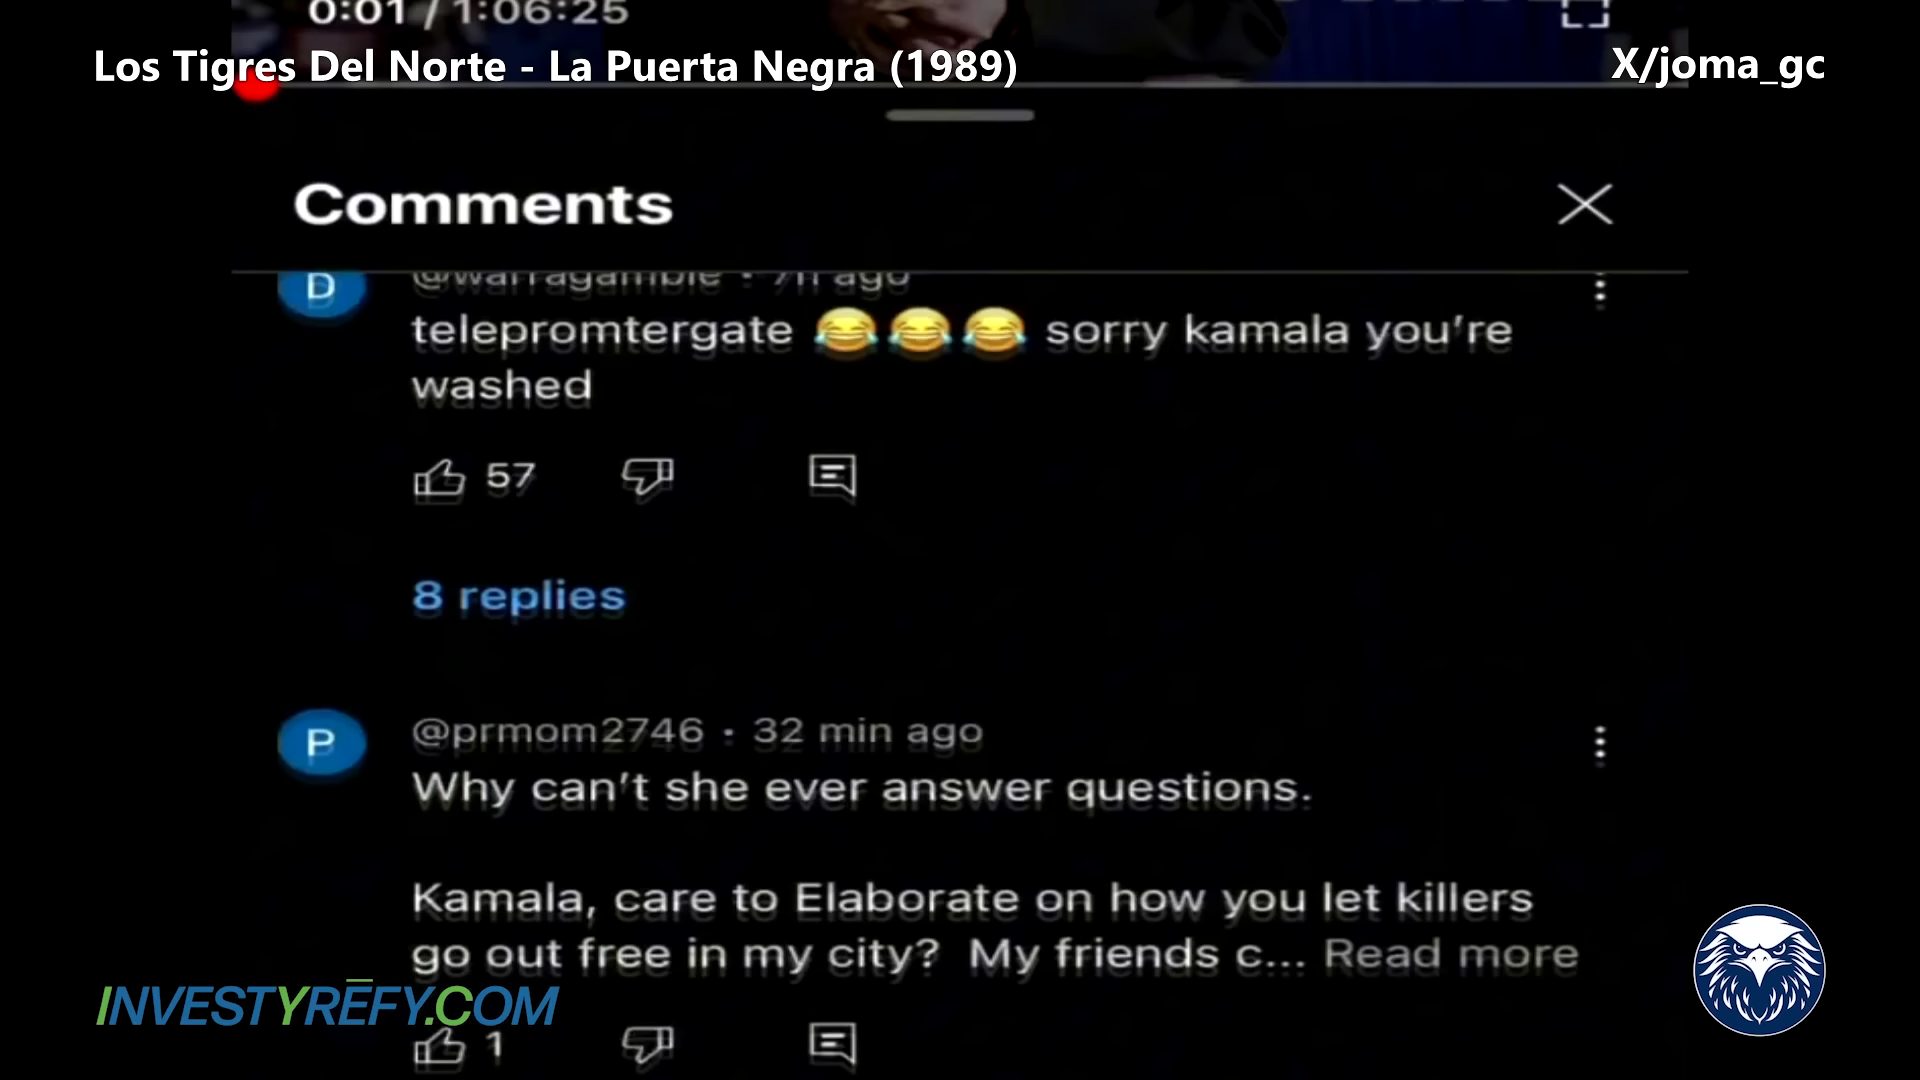 0:01 / 1:06:25
Los Tigres Del Norte - La Puerta Negra (1989)
X/joma_gc
Comments
D
@warragamble · 7h ago
telepromtergate 😂😂😂 sorry kamala you're
washed
57
8 replies
P
@prmom2746 · 32 min ago
Why can't she ever answer questions.
Kamala, care to Elaborate on how you let killers
go out free in my city? My friends c... Read more
INVESTYREFY.COM
1